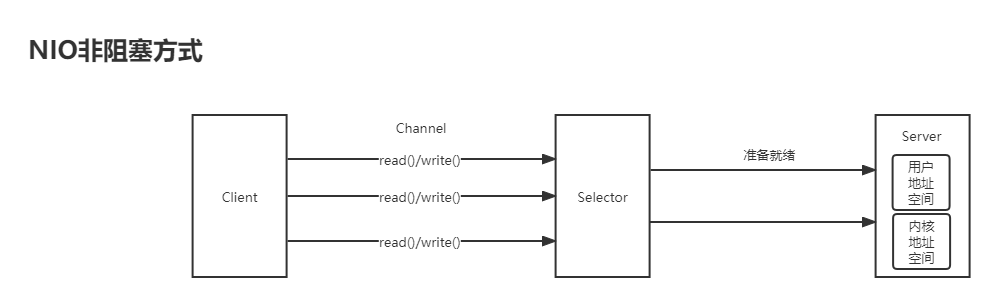 NIO非阻塞方式
Channel
Client
read()/write()
read()/write()
read()/write()
Selector
准备就绪
Server
用户
地址
空间
内核
地址
空间